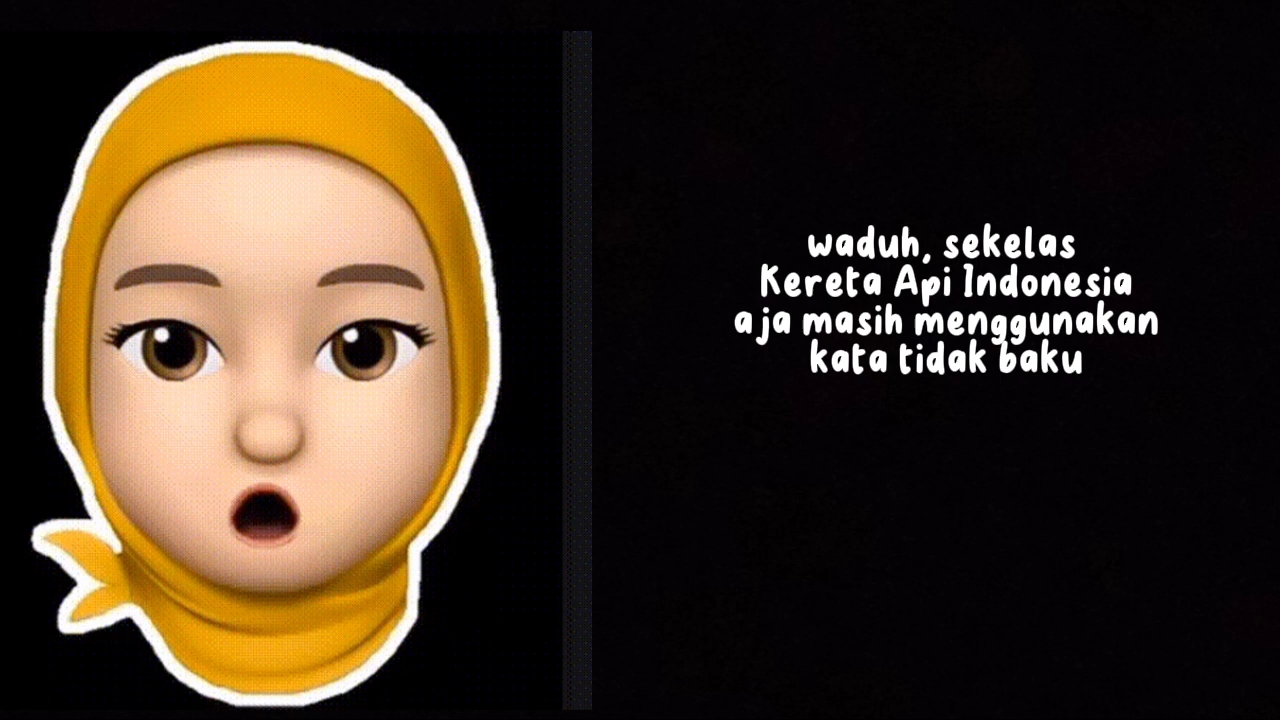 waduh, sekelas
Kereta Api Indonesia
aja masih menggunakan
kata tidak baku